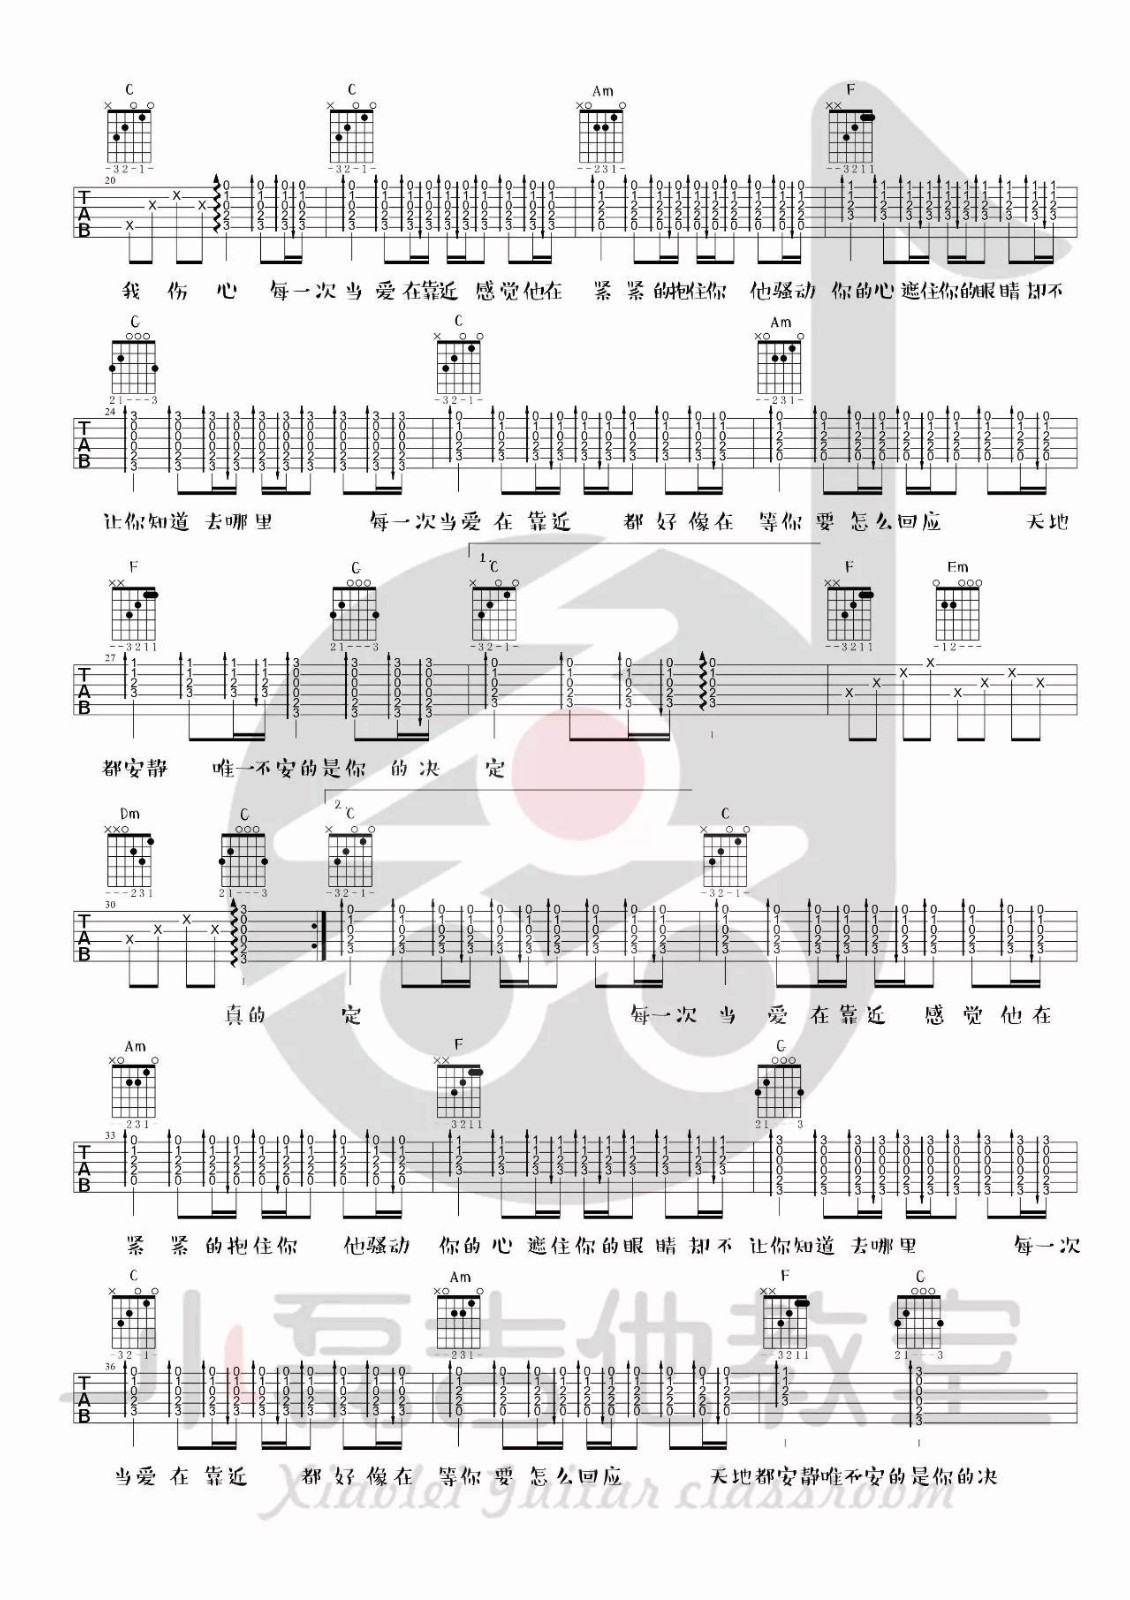 C C Am F
20
我 伤 心 每一次当 爱在靠近 感觉他在 紧 紧的抱住你 他骚动 你的心遮住你的眼睛却不
G C Am
24
让你知道 去哪里 每一次当爱在 靠近 都 好像在 等你 要 怎么回应 天地
1.
F G C F Em
27
都安静 唯一不安的是你 的决 定
2.
Dm G C C
30
真的 定 每一次 当 爱 在靠近 感 觉 他在
Am F G
33
紧 紧 的抱住你 他骚动 你的心 遮住你的眼 睛却不 让你知道 去哪里 每一次
C Am F G
36
当爱 在 靠近 都 好 像在 等你 要 怎么回应 天地都安静唯不安的是你的决
小磊吉他教室
Xiaolei Guitar classroom